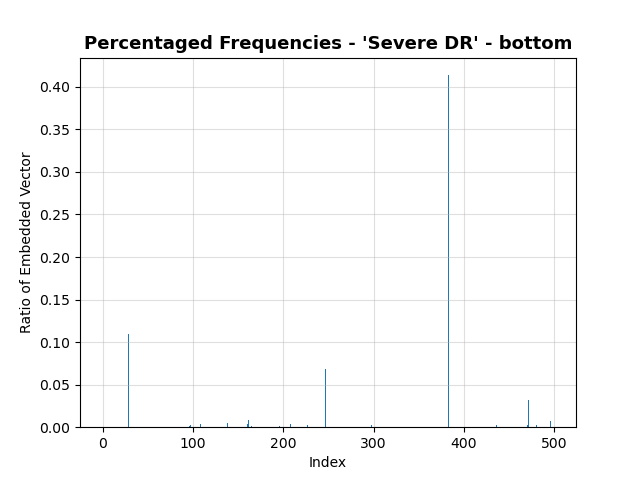 Percentaged Frequencies - 'Severe DR' - bottom
0.40
0.35
0.30
0.25
0.20
0.15
0.10
0.05
0.00
Ratio of Embedded Vector
0 100 200 300 400 500
Index